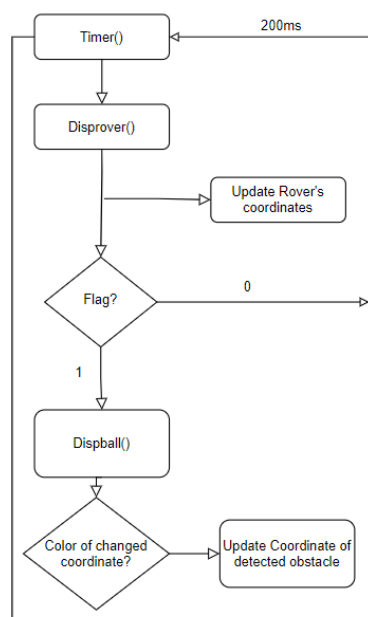 200ms
Timer()
Disprover()
Update Rover's
coordinates
Flag?
0
1
Dispball()
Color of changed
coordinate?
Update Coordinate of
detected obstacle